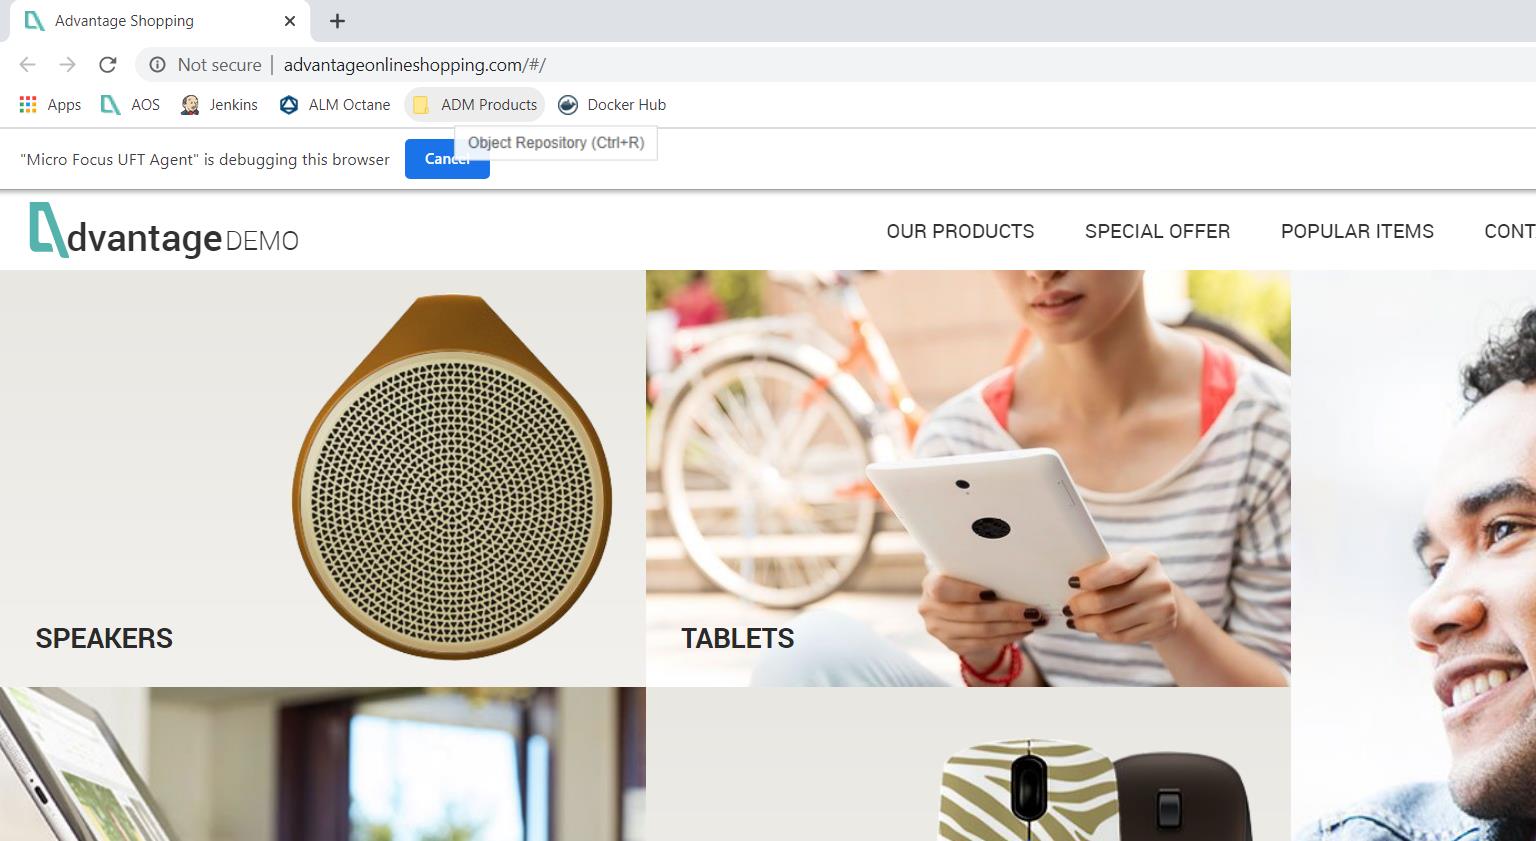 Advantage Shopping
Not secure | advantageonlineshopping.com/#/
Apps AOS Jenkins ALM Octane ADM Products Docker Hub
Object Repository (Ctrl+R)
"Micro Focus UFT Agent" is debugging this browser Cancel
Advantage DEMO OUR PRODUCTS SPECIAL OFFER POPULAR ITEMS CONT
SPEAKERS TABLETS